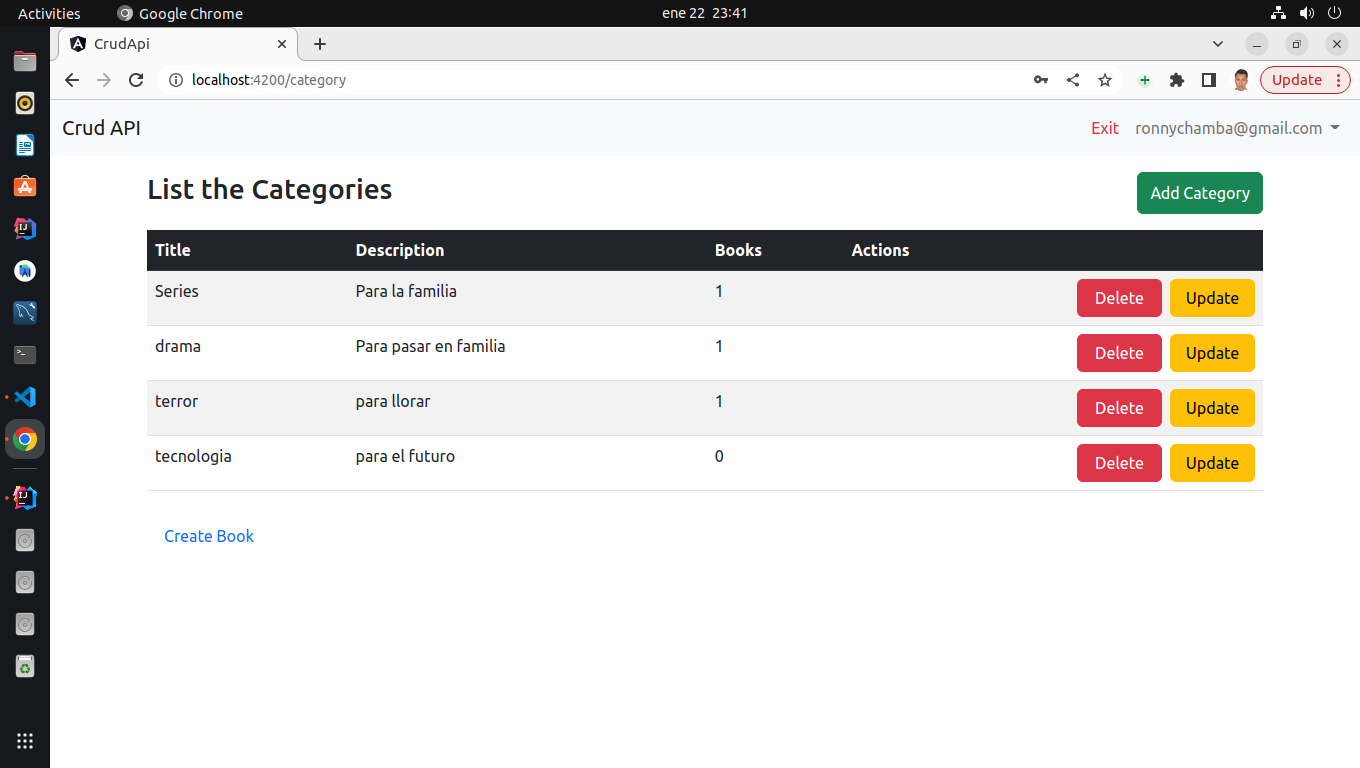 Activities Google Chrome ene 22 23:41
CrudApi
localhost:4200/category Update
Crud API Exit ronnychamba@gmail.com
List the Categories Add Category
Title Description Books Actions
Series Para la familia 1 Delete Update
drama Para pasar en familia 1 Delete Update
terror para llorar 1 Delete Update
tecnologia para el futuro 0 Delete Update
Create Book